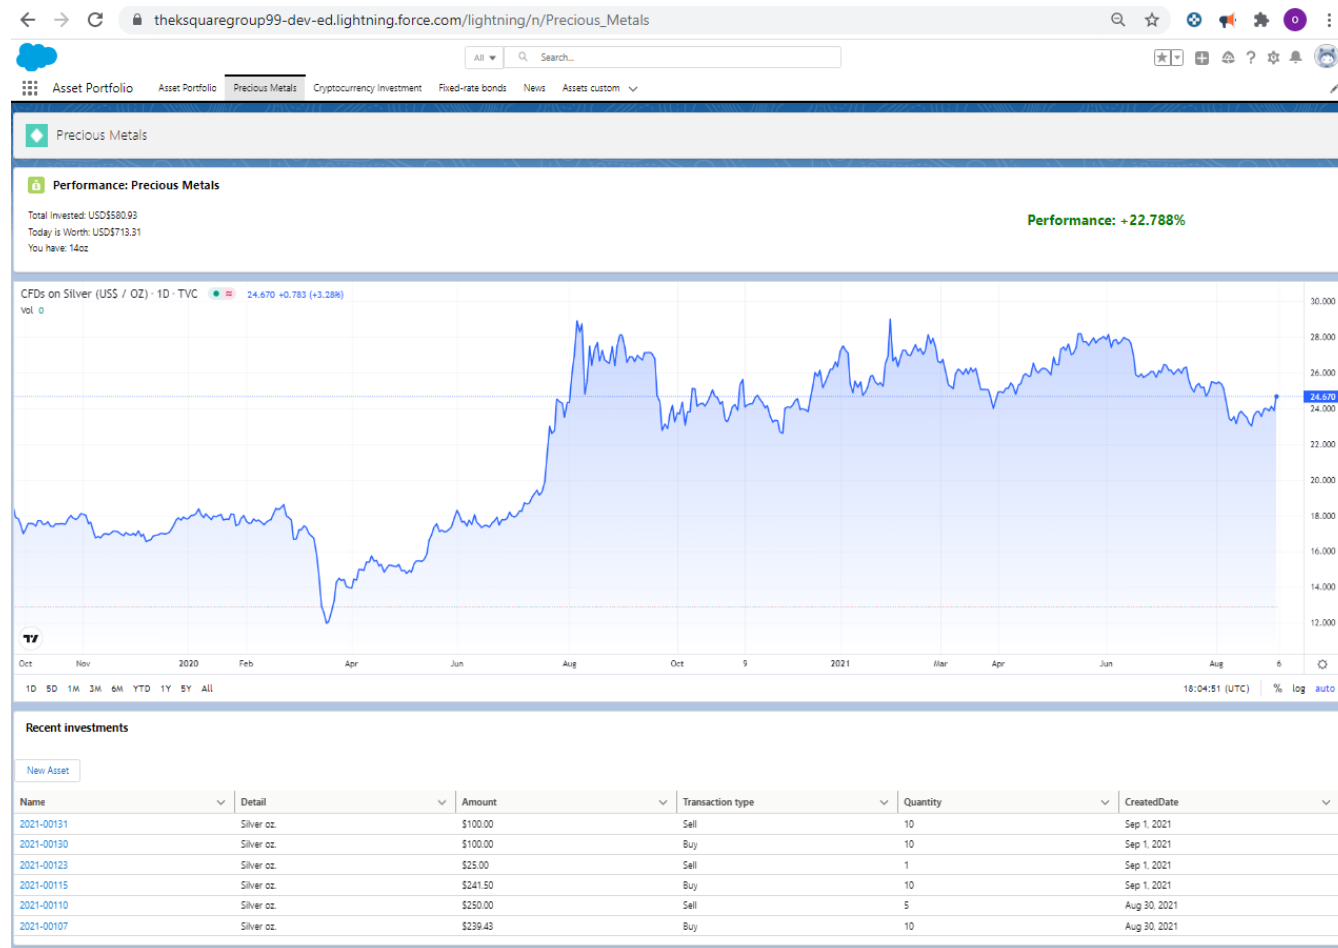 theksquaregroup99-dev-ed.lightning.force.com/lightning/n/Precious_Metals
All Search...
Asset Portfolio Asset Portfolio Precious Metals Cryptocurrency Investment Fixed-rate bonds News Assets custom
Precious Metals
Performance: Precious Metals
Total Invested: USD$580.93
Today is Worth: USD$713.31
You have: 14oz
Performance: +22.788%
CFDs on Silver (US$ / OZ) · 1D · TVC 24.670 +0.783 (+3.28%)
Vol 0
30.000
28.000
26.000
24.670
24.000
22.000
20.000
18.000
16.000
14.000
12.000
Oct Nov 2020 Feb Apr Jun Aug Oct 9 2021 Mar Apr Jun Aug 6
1D 5D 1M 3M 6M YTD 1Y 5Y All 18:04:51 (UTC) % log auto
Recent investments
New Asset
Name Detail Amount Transaction type Quantity CreatedDate
2021-00131 Silver oz. $100.00 Sell 10 Sep 1, 2021
2021-00130 Silver oz. $100.00 Buy 10 Sep 1, 2021
2021-00123 Silver oz. $25.00 Sell 1 Sep 1, 2021
2021-00115 Silver oz. $241.50 Buy 10 Sep 1, 2021
2021-00110 Silver oz. $250.00 Sell 5 Aug 30, 2021
2021-00107 Silver oz. $239.43 Buy 10 Aug 30, 2021